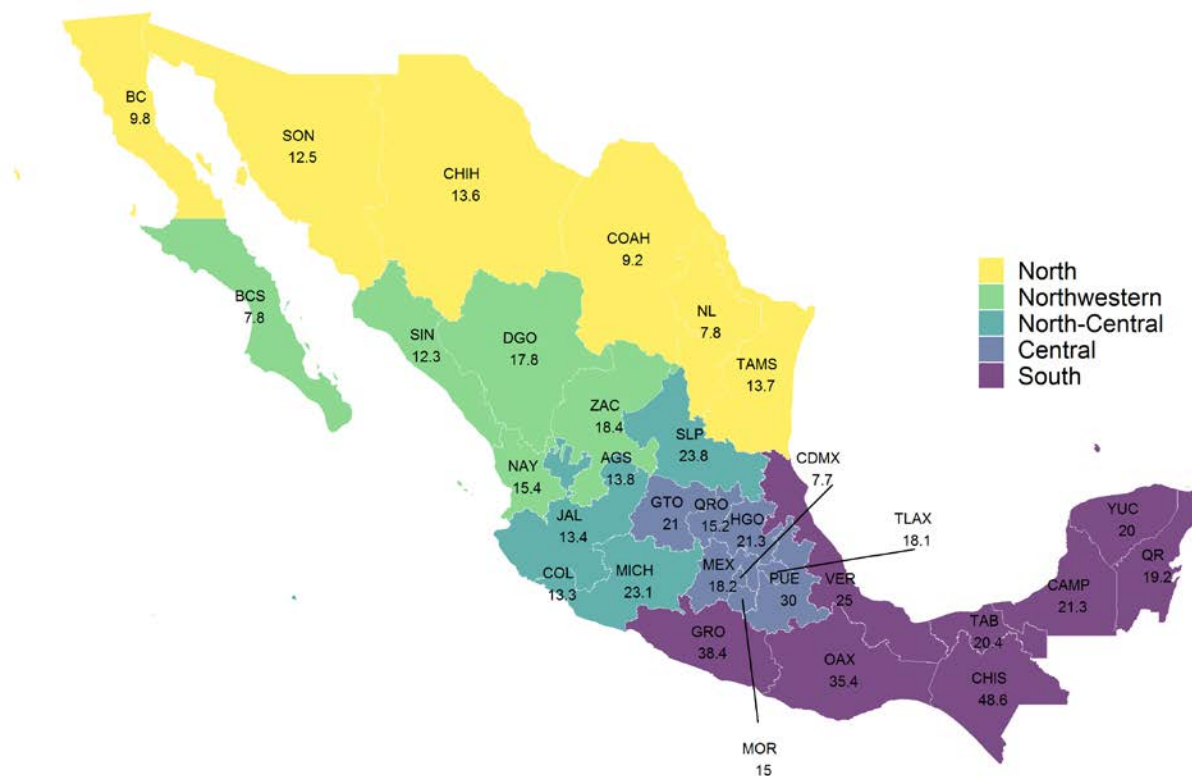 BC
9.8
SON
12.5
CHIH
13.6
COAH
9.2
BCS
7.8
NL
7.8
SIN
12.3
DGO
17.8
TAMS
13.7
North
Northwestern
North-Central
Central
South
ZAC
18.4
SLP
23.8
CDMX
7.7
NAY
15.4
AGS
13.8
GTO
21
QRO
15.2
HGO
21.3
TLAX
18.1
YUC
20
JAL
13.4
QR
19.2
COL
13.3
MICH
23.1
MEX
18.2
PUE
30
VER
25
CAMP
21.3
GRO
38.4
TAB
20.4
OAX
35.4
CHIS
48.6
MOR
15